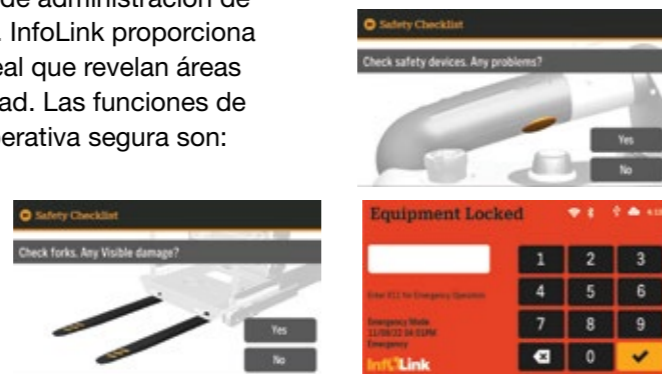 de administración de
. InfoLink proporciona
eal que revelan áreas
ad. Las funciones de
perativa segura son:
Safety Checklist
Check safety devices. Any problems?
Yes
No
Safety Checklist
Check forks. Any Visible damage?
Yes
No
Equipment Locked
1 2 3
4 5 6
7 8 9
0
Enter 911 for Emergency Operation
Emergency Mode
Emergency
InfoLink